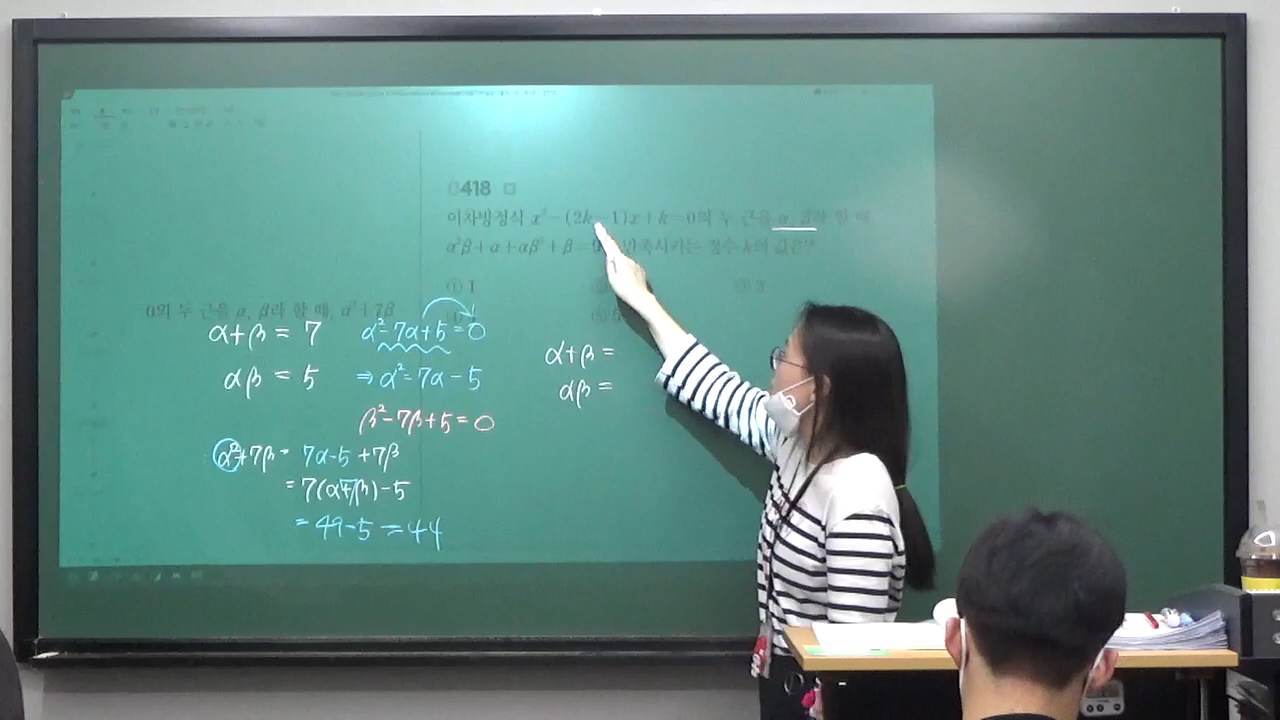 0418
이차방정식 x² - (2k - 1)x + k = 0의 두 근을 α, β라 할 때
α²β + α + αβ² + β = 0 만족시키는 정수 k의 값은?
① 1
③ 3
0의 두 근을 α, β라 할 때, α² + 7β
α+β = 7
αβ = 5
α²-7α+5=0
⇒ α²=7α-5
β²-7β+5=0
α²+7β = 7α-5+7β
= 7(α+β)-5
= 49-5 = 44
α+β =
αβ =